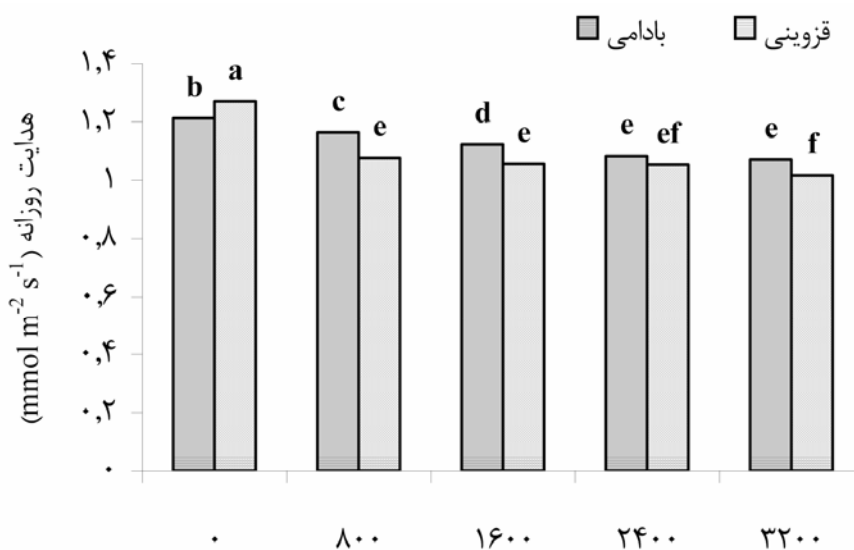 بادامی
قزوینی
هدایت روزانه (mmol m-2 s-1)
۱,۴
۱,۲
۱
۰,۸
۰,۶
۰,۴
۰,۲
۰
b a
c e
d e
e ef
e f
۰ ۸۰۰ ۱۶۰۰ ۲۴۰۰ ۳۲۰۰